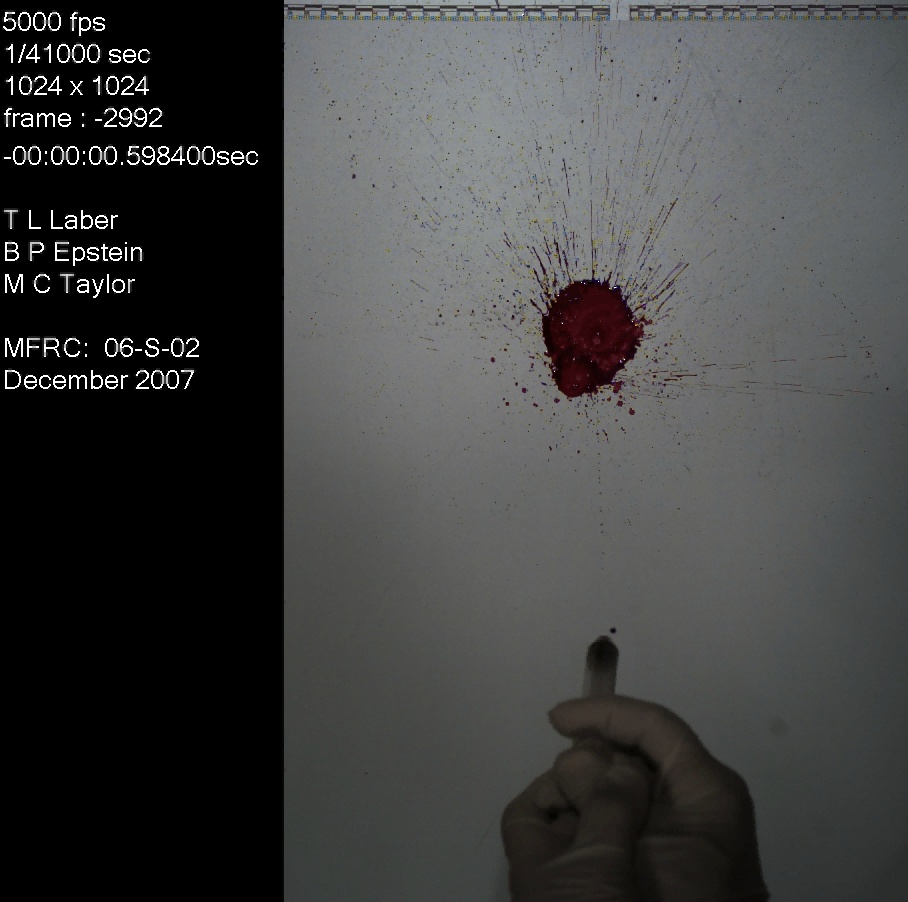 5000 fps
1/41000 sec
1024 x 1024
frame : -2992
-00:00:00.598400sec
T L Laber
B P Epstein
M C Taylor
MFRC: 06-S-02
December 2007